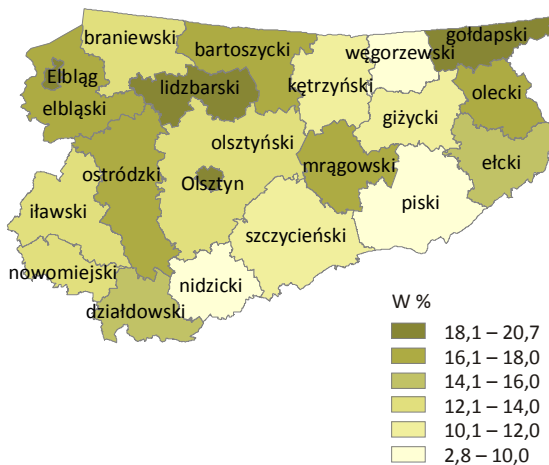 braniewski
bartoszycki
węgorzewski
gołdapski
Elbląg
lidzbarski
kętrzyński
olecki
elbląski
giżycki
olsztyński
mrągowski
ełcki
ostródzki
Olsztyn
iławski
piski
szczycieński
nowomiejski
nidzicki
działdowski
W %
18,1 – 20,7
16,1 – 18,0
14,1 – 16,0
12,1 – 14,0
10,1 – 12,0
2,8 – 10,0